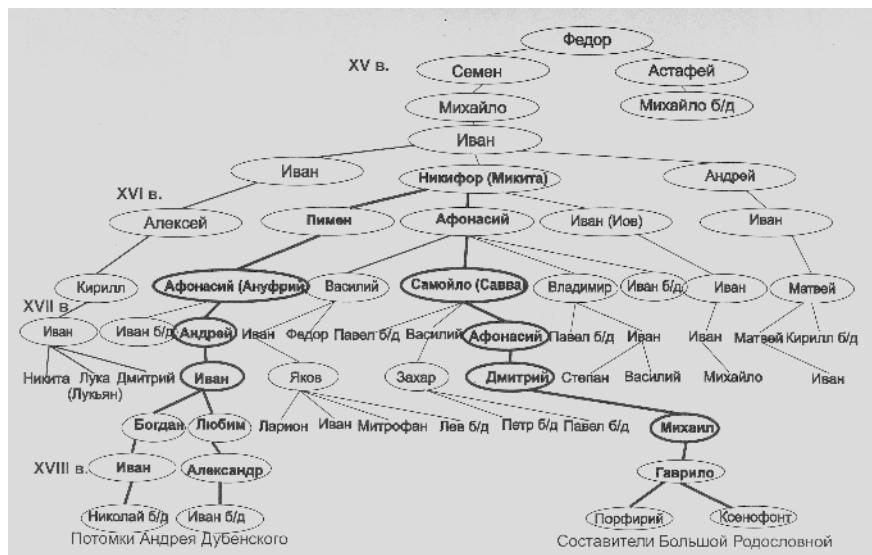 Федор
XV в.
Семен Астафей
Михайло Михайло б/д
Иван
Иван Никифор (Микита) Андрей
XVI в.
Алексей Пимен Афонасий Иван (Иов) Иван
Кирилл Афонасий (Ануфрий) Василий Самойло (Савва) Владимир Иван б/д Иван Матвей
XVII в
Иван Иван б/д Андрей Иван Федор Павел б/д Василий Афонасий Павел б/д Иван Иван Матвей Кирилл б/д
Никита Лука Дмитрий Иван Яков Захар Дмитрий Степан Василий Михайло Иван
(Лукьян)
Богдан Любим Ларион Иван Митрофан Лев б/д Петр б/д Павел б/д Михаил
XVIII в. Иван Александр Гаврило
Николай б/д Иван б/д Порфирий Ксенофонт
Потомки Андрея Дубенского Составители Большой Родословной